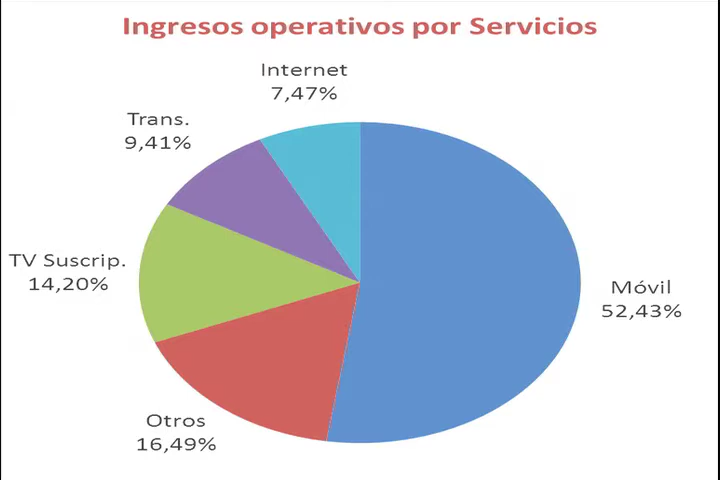 Ingresos operativos por Servicios
Internet
7,47%
Trans.
9,41%
TV Suscrip.
14,20%
Móvil
52,43%
Otros
16,49%